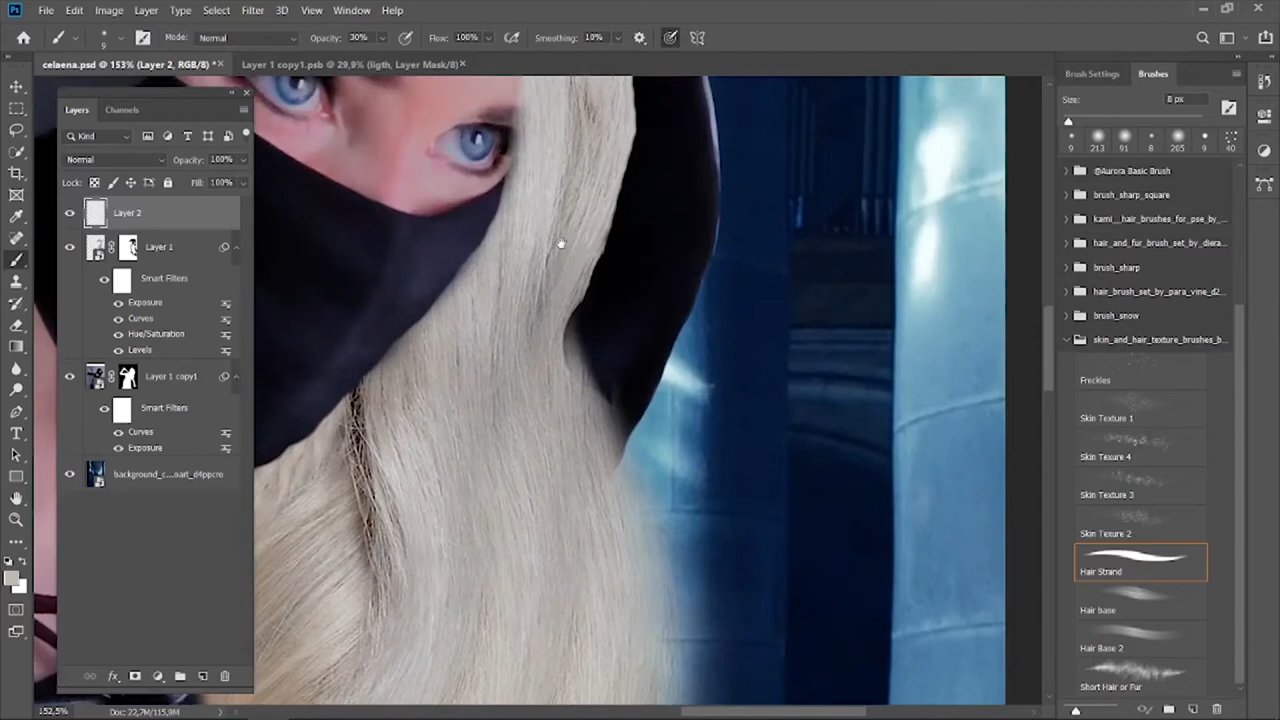 Ps File Edit Image Layer Type Select Filter 3D View Window Help
9 Mode: Normal Opacity: 30% Flow: 100% Smoothing: 10%
celaena.psd @ 153% (Layer 2, RGB/8) * × Layer 1 copy1.psb @ 29,9% (ligth, Layer Mask/8) ×
Layers Channels
Kind
Normal Opacity: 100%
Lock: Fill: 100%
Layer 2
Layer 1
Smart Filters
Exposure
Curves
Hue/Saturation
Levels
Layer 1 copy1
Smart Filters
Curves
Exposure
background_c...oart_d4ppcro
fx
Brush Settings Brushes
Size: 8 px
9 213 91 8 205 9 40
@Aurora Basic Brush
brush_sharp_square
kami__hair_brushes_for_pse_by_...
hair_and_fur_brush_set_by_diera...
brush_sharp
hair_brush_set_by_para_vine_d2...
brush_snow
skin_and_hair_texture_brushes_b...
Freckles
Skin Texture 1
Skin Texture 4
Skin Texture 3
Skin Texure 2
Hair Strand
Hair base
Hair Base 2
Short Hair or Fur
152,5% Doc: 22,7M/115,9M